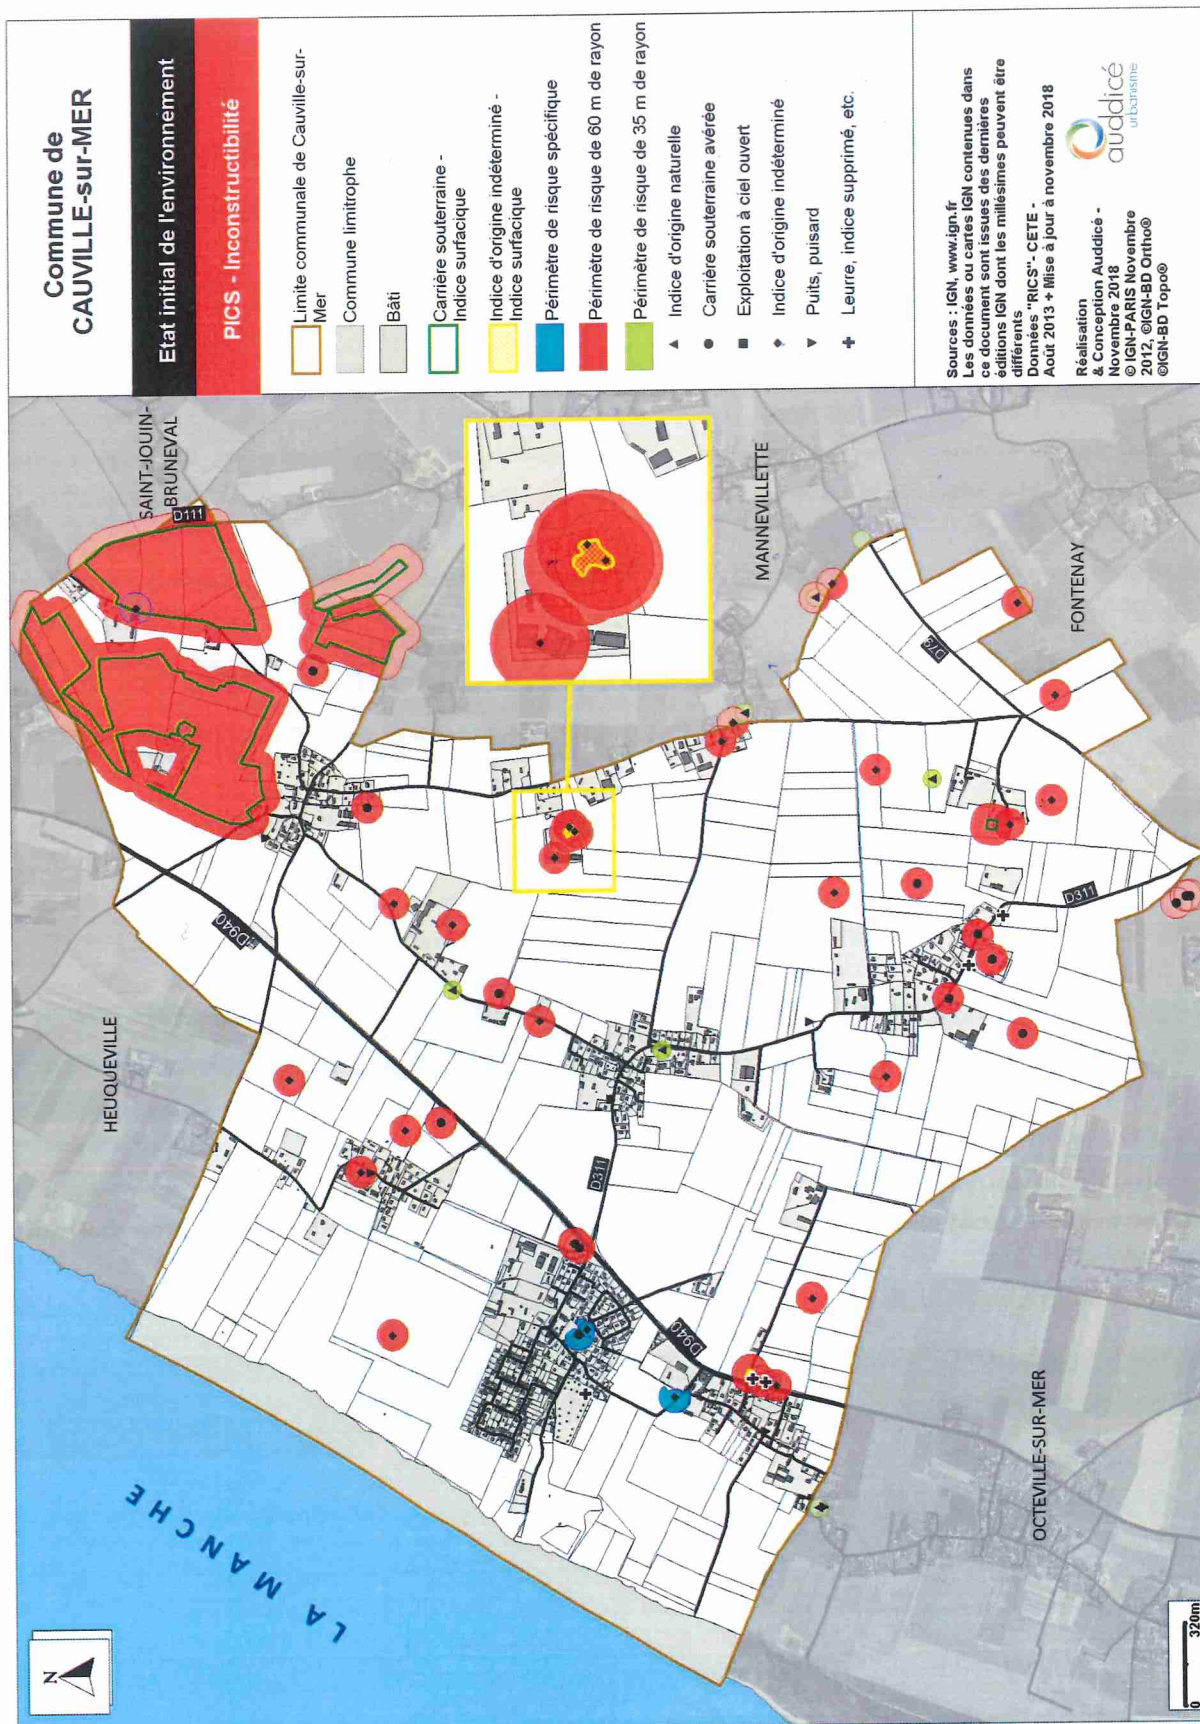 Commune de
CAUVILLE-sur-MER
Etat initial de l'environnement
PICS - Inconstructibilité
Limite communale de Cauville-sur-
Mer
Commune limitrophe
Bâti
Carrière souterraine -
Indice surfacique
Indice d'origine indéterminé -
Indice surfacique
Périmètre de risque spécifique
Périmètre de risque de 60 m de rayon
Périmètre de risque de 35 m de rayon
Indice d'origine naturelle
Carrière souterraine avérée
Exploitation à ciel ouvert
Indice d'origine indéterminé
Puits, puisard
Leurre, indice supprimé, etc.
Sources : IGN, www.ign.fr
Les données ou cartes IGN contenues dans
ce document sont issues des dernières
éditions IGN dont les millésimes peuvent être
différents
Données "RICS"- CETE -
Août 2013 + Mise à jour à novembre 2018
Réalisation
& Conception Auddicé -
Novembre 2018
© IGN-PARIS Novembre
2012, ©IGN-BD Ortho®
©IGN-BD Topo®
auddicé
urbanisme
N
LA MANCHE
HEUQUEVILLE
SAINT-JOUIN-
BRUNEVAL
D111
D940
MANNEVILLETTE
D311
D940
D79
D311
FONTENAY
OCTEVILLE-SUR-MER
0
320m